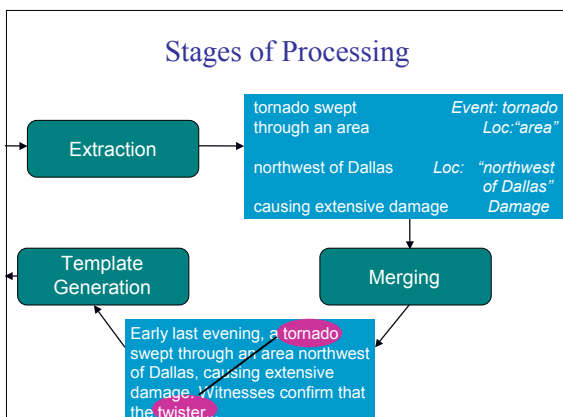 Stages of Processing
Extraction
tornado swept Event: tornado
through an area Loc:“area”
northwest of Dallas Loc: “northwest
of Dallas”
causing extensive damage Damage
Template
Generation
Merging
Early last evening, a tornado
swept through an area northwest
of Dallas, causing extensive
damage. Witnesses confirm that
the twister...